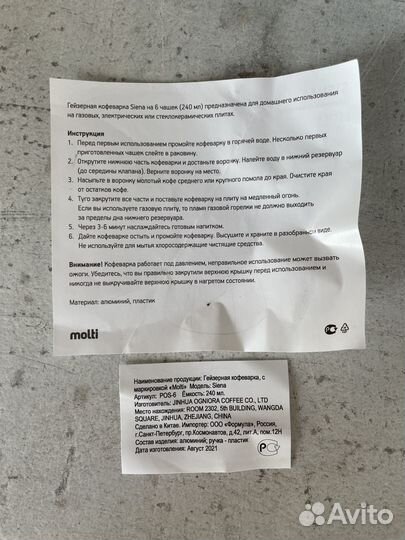 Гейзерная кофеварка Siena на 6 чашек (240 мл) предназначена для домашнего использования
на газовых, электрических или стеклокерамических плитах.
Инструкция
1. Перед первым использованием промойте кофеварку в горячей воде. Несколько первых
приготовленных чашек слейте в раковину.
2. Открутите нижнюю часть кофеварки и достаньте воронку. Налейте воду в нижний резервуар
(до середины клапана). Верните воронку на место.
3. Насыпьте в воронку молотый кофе среднего или крупного помола до края. Очистите края
от остатков кофе.
4. Туго закрутите все части и поставьте кофеварку на плиту на медленный огонь.
Если вы используете газовую плиту, то пламя газовой горелки не должно выходить
за пределы дна нижнего резервуара.
5. Через 3-6 минут наслаждайтесь готовым напитком.
6. Дайте кофеварке остыть и промойте кофеварку. Высушите и храните в разобранном виде.
Не используйте для мытья хлоросодержащие чистящие средства.
Внимание! Кофеварка работает под давлением, неправильное использование может вызвать
ожоги. Убедитесь, что вы правильно закрутили верхнюю крышку перед использованием и
никогда не выкручивайте верхнюю крышку в нагретом состоянии.
Материал: алюминий, пластик
molti
Наименование продукции: Гейзерная кофеварка, с
маркировкой «Molti» Модель: Siena
Артикул: POS-6 Ёмкость: 240 мл.
Изготовитель: JINHUA OGNIORA COFFEE CO., LTD
Место нахождения: ROOM 2302, 5th BUILDING, WANGDA
SQUARE, JINHUA, ZHEJIANG, CHINA
Сделано в Китае. Импортер: ООО «Формула», Россия,
г.Санкт-Петербург, пр.Космонавтов, д.42, лит.А, пом.12Н
Состав изделия: алюминий; ручка - пластик
Дата изготовления: Август 2021
Avito